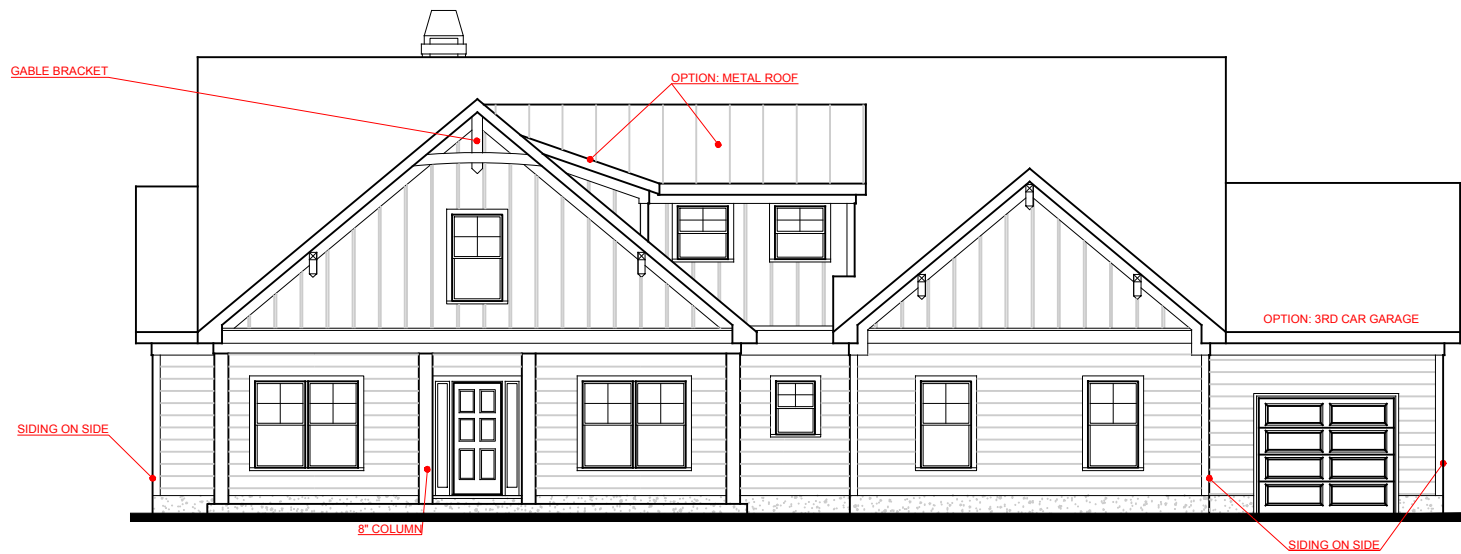 GABLE BRACKET
OPTION: METAL ROOF
OPTION: 3RD CAR GARAGE
SIDING ON SIDE
8" COLUMN
SIDING ON SIDE